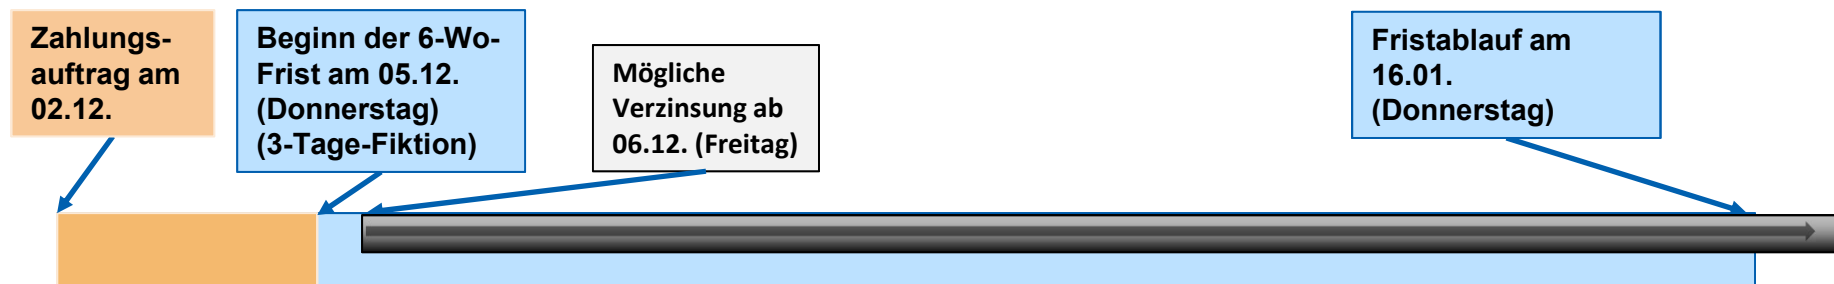 Zahlungs-
auftrag am
02.12.
Beginn der 6-Wo-
Frist am 05.12.
(Donnerstag)
(3-Tage-Fiktion)
Mögliche
Verzinsung ab
06.12. (Freitag)
Fristablauf am
16.01.
(Donnerstag)